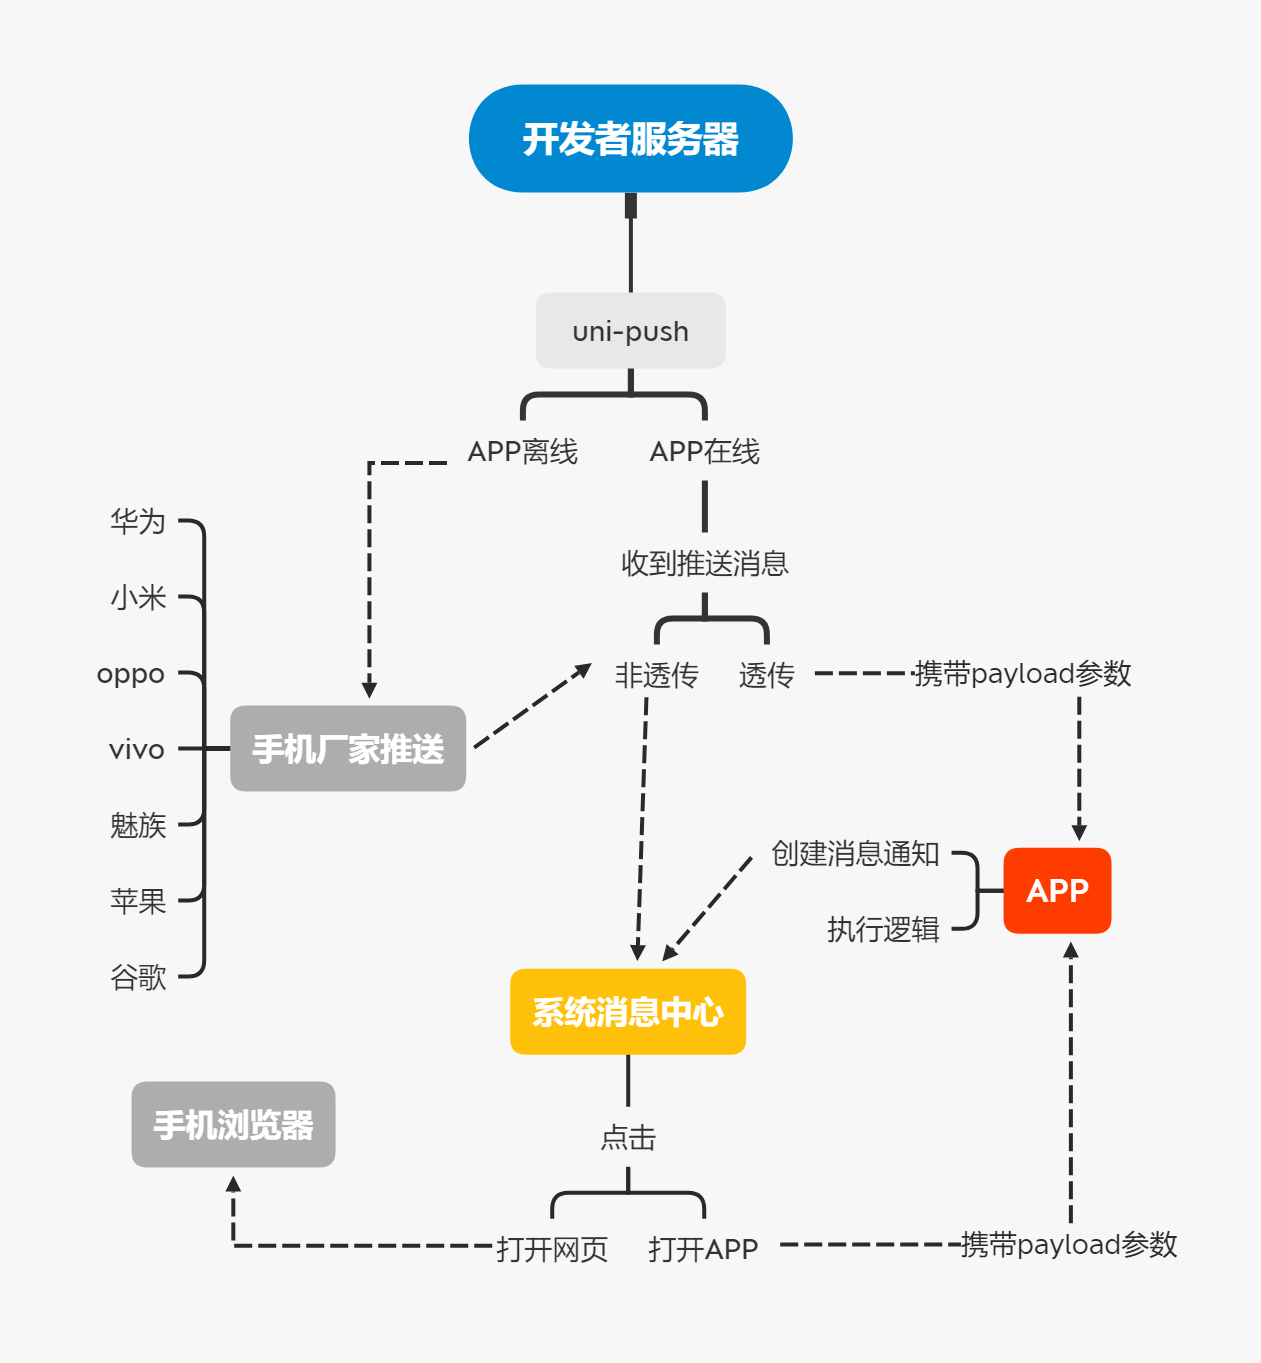 开发者服务器
uni-push
APP离线
APP在线
华为
小米
oppo
vivo
魅族
苹果
谷歌
手机厂家推送
收到推送消息
非透传
透传
携带payload参数
创建消息通知
执行逻辑
APP
系统消息中心
手机浏览器
点击
打开网页
打开APP
携带payload参数